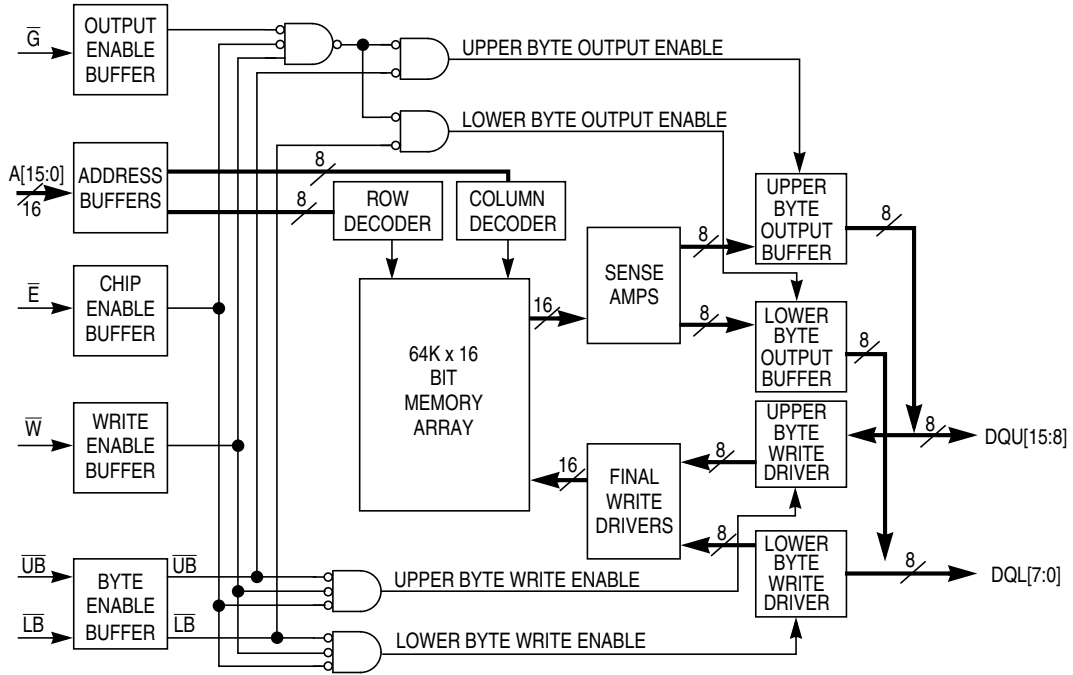 G
OUTPUT
ENABLE
BUFFER
UPPER BYTE OUTPUT ENABLE
LOWER BYTE OUTPUT ENABLE
A[15:0]
16
ADDRESS
BUFFERS
8
8
ROW
DECODER
COLUMN
DECODER
UPPER
BYTE
OUTPUT
BUFFER
8
E
CHIP
ENABLE
BUFFER
64K x 16
BIT
MEMORY
ARRAY
16
SENSE
AMPS
8
8
LOWER
BYTE
OUTPUT
BUFFER
8
W
WRITE
ENABLE
BUFFER
16
FINAL
WRITE
DRIVERS
8
8
UPPER
BYTE
WRITE
DRIVER
8
DQU[15:8]
UB
LB
BYTE
ENABLE
BUFFER
UB
LB
UPPER BYTE WRITE ENABLE
LOWER BYTE WRITE ENABLE
LOWER
BYTE
WRITE
DRIVER
8
DQL[7:0]